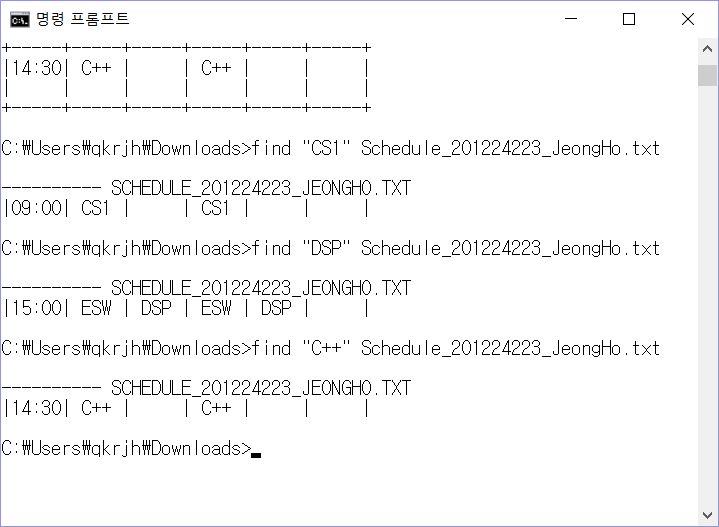 명령 프롬프트
+-----+-----+-----+-----+-----+-----+
|14:30| C++ |     | C++ |     |     |
|     |     |     |     |     |     |
+-----+-----+-----+-----+-----+-----+
C:₩Users₩qkrjh₩Downloads>find "CS1" Schedule_201224223_JeongHo.txt
---------- SCHEDULE_201224223_JEONGHO.TXT
|09:00| CS1 |     | CS1 |     |     |
C:₩Users₩qkrjh₩Downloads>find "DSP" Schedule_201224223_JeongHo.txt
---------- SCHEDULE_201224223_JEONGHO.TXT
|15:00| ESW | DSP | ESW | DSP |     |
C:₩Users₩qkrjh₩Downloads>find "C++" Schedule_201224223_JeongHo.txt
---------- SCHEDULE_201224223_JEONGHO.TXT
|14:30| C++ |     | C++ |     |     |
C:₩Users₩qkrjh₩Downloads>